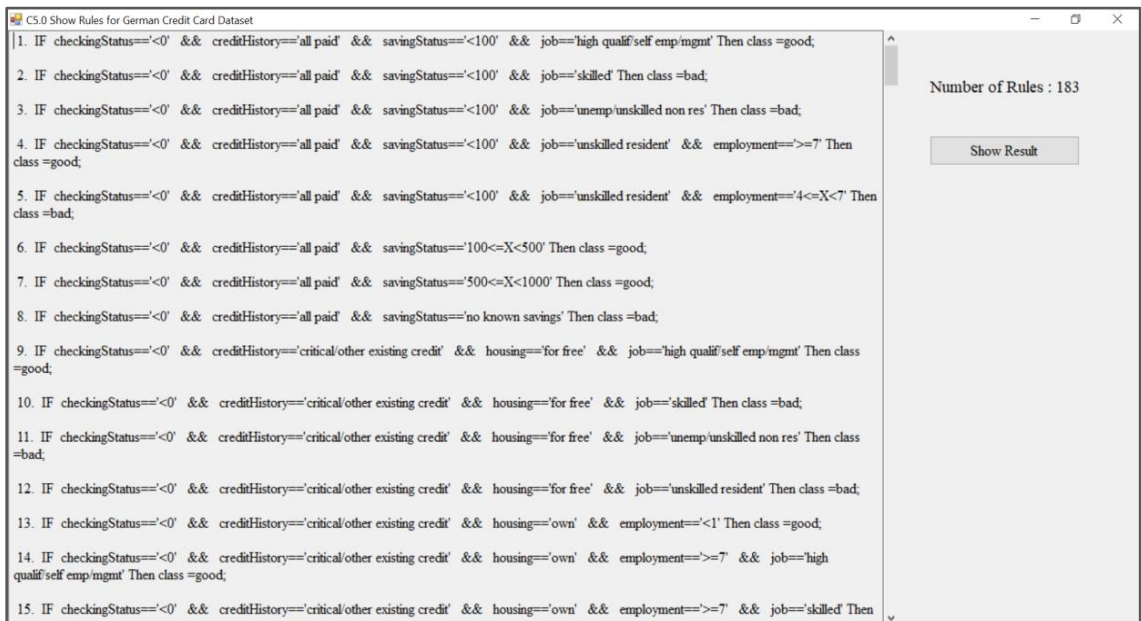 C5.0 Show Rules for German Credit Card Dataset
1. IF checkingStatus=='<0' && creditHistory=='all paid' && savingStatus=='<100' && job=='high qualif/self emp/mgmt' Then class =good;
2. IF checkingStatus=='<0' && creditHistory=='all paid' && savingStatus=='<100' && job=='skilled' Then class =bad;
3. IF checkingStatus=='<0' && creditHistory=='all paid' && savingStatus=='<100' && job=='unemp/unskilled non res' Then class =bad;
4. IF checkingStatus=='<0' && creditHistory=='all paid' && savingStatus=='<100' && job=='unskilled resident' && employment=='>=7' Then
class =good;
5. IF checkingStatus=='<0' && creditHistory=='all paid' && savingStatus=='<100' && job=='unskilled resident' && employment=='4<=X<7' Then
class =bad;
6. IF checkingStatus=='<0' && creditHistory=='all paid' && savingStatus=='100<=X<500' Then class =good;
7. IF checkingStatus=='<0' && creditHistory=='all paid' && savingStatus=='500<=X<1000' Then class =good;
8. IF checkingStatus=='<0' && creditHistory=='all paid' && savingStatus=='no known savings' Then class =bad;
9. IF checkingStatus=='<0' && creditHistory=='critical/other existing credit' && housing=='for free' && job=='high qualif/self emp/mgmt' Then class
=good;
10. IF checkingStatus=='<0' && creditHistory=='critical/other existing credit' && housing=='for free' && job=='skilled' Then class =bad;
11. IF checkingStatus=='<0' && creditHistory=='critical/other existing credit' && housing=='for free' && job=='unemp/unskilled non res' Then class
=bad;
12. IF checkingStatus=='<0' && creditHistory=='critical/other existing credit' && housing=='for free' && job=='unskilled resident' Then class =bad;
13. IF checkingStatus=='<0' && creditHistory=='critical/other existing credit' && housing=='own' && employment=='<1' Then class =good;
14. IF checkingStatus=='<0' && creditHistory=='critical/other existing credit' && housing=='own' && employment=='>=7' && job=='high
qualif/self emp/mgmt' Then class =good;
15. IF checkingStatus=='<0' && creditHistory=='critical/other existing credit' && housing=='own' && employment=='>=7' && job=='skilled' Then
Number of Rules : 183
Show Result